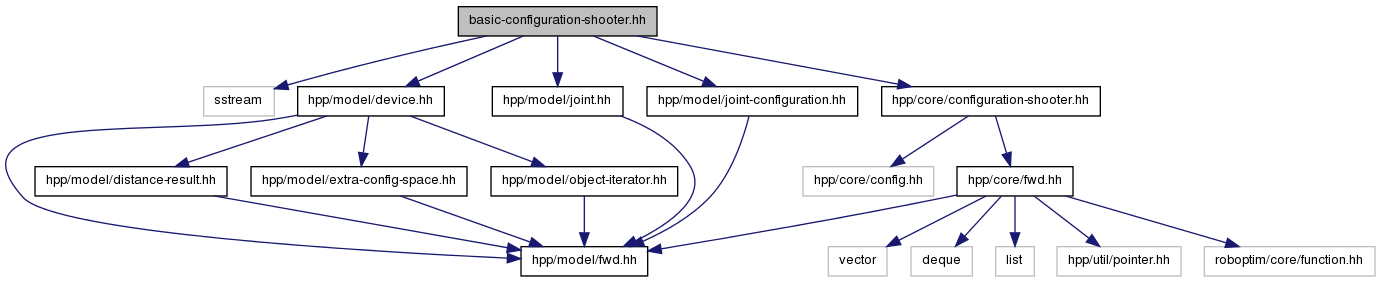 basic-configuration-shooter.hh
sstream
hpp/model/device.hh
hpp/model/joint.hh
hpp/model/joint-configuration.hh
hpp/core/configuration-shooter.hh
hpp/model/distance-result.hh
hpp/model/extra-config-space.hh
hpp/model/object-iterator.hh
hpp/core/config.hh
hpp/core/fwd.hh
hpp/model/fwd.hh
vector
deque
list
hpp/util/pointer.hh
roboptim/core/function.hh